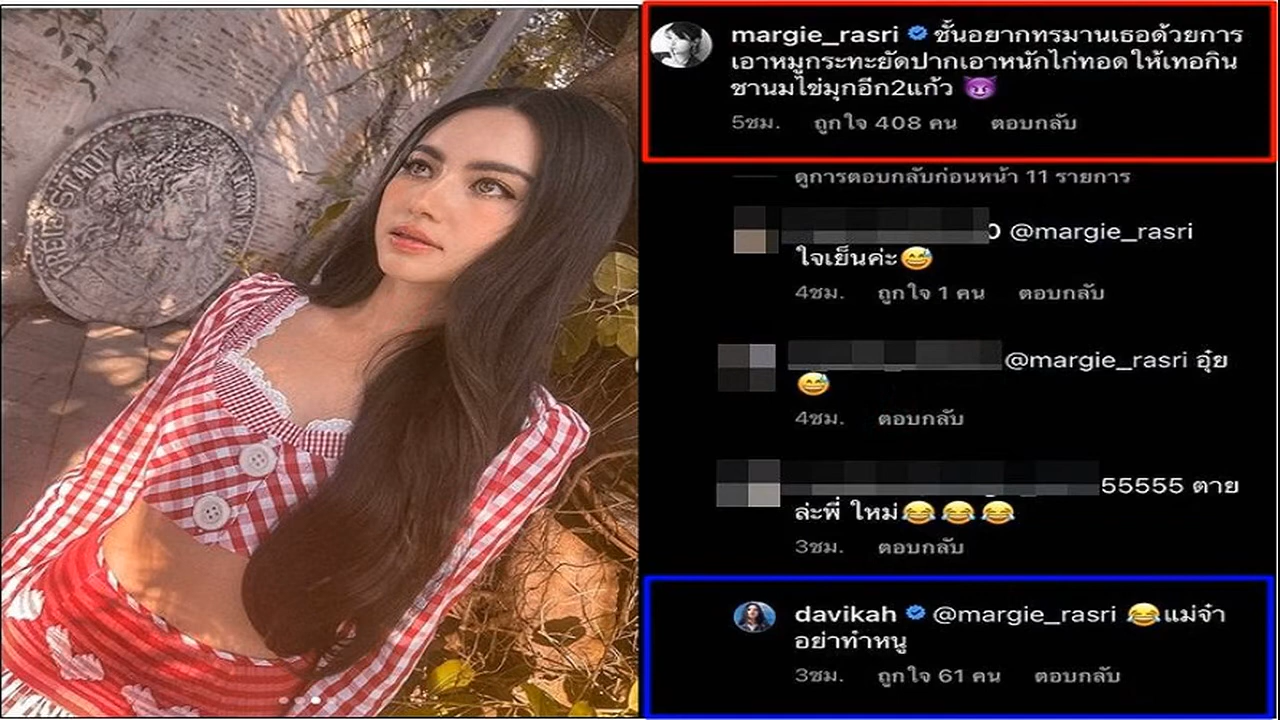 FREIE STADT
margie_rasri ชั้นอยากทรมานเธอด้วยการ
เอาหมูกระทะยัดปากเอาหนักไก่ทอดให้เทอกิน
ชานมไข่มุกอีก2แก้ว 😈
5ชม. ถูกใจ 408 คน ตอบกลับ
ดูการตอบกลับก่อนหน้า 11 รายการ
@margie_rasri
ใจเย็นค่ะ😅
4ชม. ถูกใจ 1 คน ตอบกลับ
@margie_rasri อุ๋ย
😅
4ชม. ตอบกลับ
55555 ตาย
ล่ะพี่ ใหม่😂😂😂
3ชม. ตอบกลับ
davikah @margie_rasri 😂แม่จ๋า
อย่าทำหนู
3ชม. ถูกใจ 61 คน ตอบกลับ